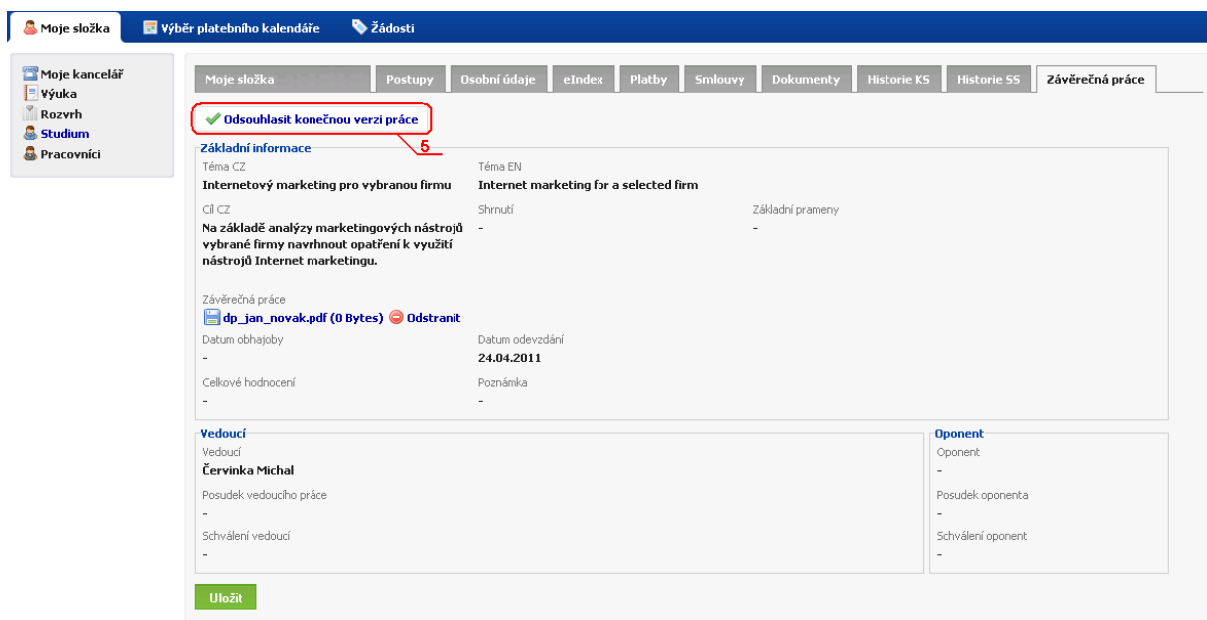 Moje složka Výběr platebního kalendáře Žádosti
Moje kancelář
Výuka
Rozvrh
Studium
Pracovníci
Moje složka Postupy Osobní údaje eIndex Platby Smlouvy Dokumenty Historie KS Historie SS Závěrečná práce
Odsouhlasit konečnou verzi práce
5
Základní informace
Téma CZ Téma EN
Internetový marketing pro vybranou firmu Internet marketing for a selected firm
Cíl CZ Shrnutí Základní prameny
Na základě analýzy marketingových nástrojů - -
vybrané firmy navrhnout opatření k využití
nástrojů Internet marketingu.
Závěrečná práce
dp_jan_novak.pdf (0 Bytes) Odstranit
Datum obhajoby Datum odevzdání
- 24.04.2011
Celkové hodnocení Poznámka
- -
Vedoucí Oponent
Vedoucí Oponent
Červinka Michal -
Posudek vedoucího práce Posudek oponenta
- -
Schválení vedoucí Schválení oponent
- -
Uložit